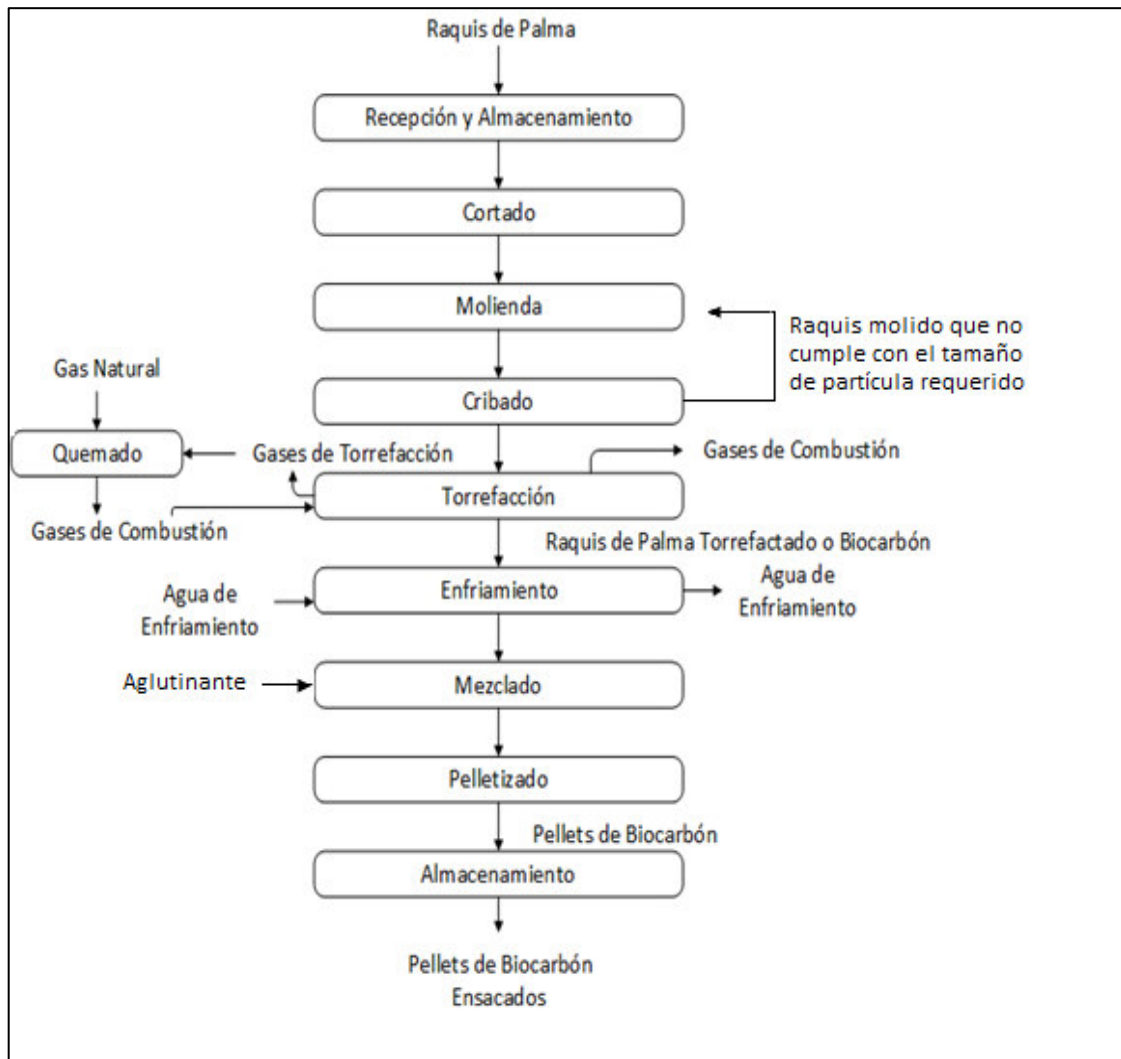 Raquis de Palma
Recepción y Almacenamiento
Cortado
Molienda
Raquis molido que no
cumple con el tamaño
de partícula requerido
Gas Natural
Cribado
Quemado
Gases de Torrefacción
Gases de Combustión
Torrefacción
Gases de Combustión
Raquis de Palma Torrefactado o Biocarbón
Agua de
Enfriamiento
Enfriamiento
Agua de
Enfriamiento
Aglutinante
Mezclado
Pelletizado
Pellets de Biocarbón
Almacenamiento
Pellets de Biocarbón
Ensacados